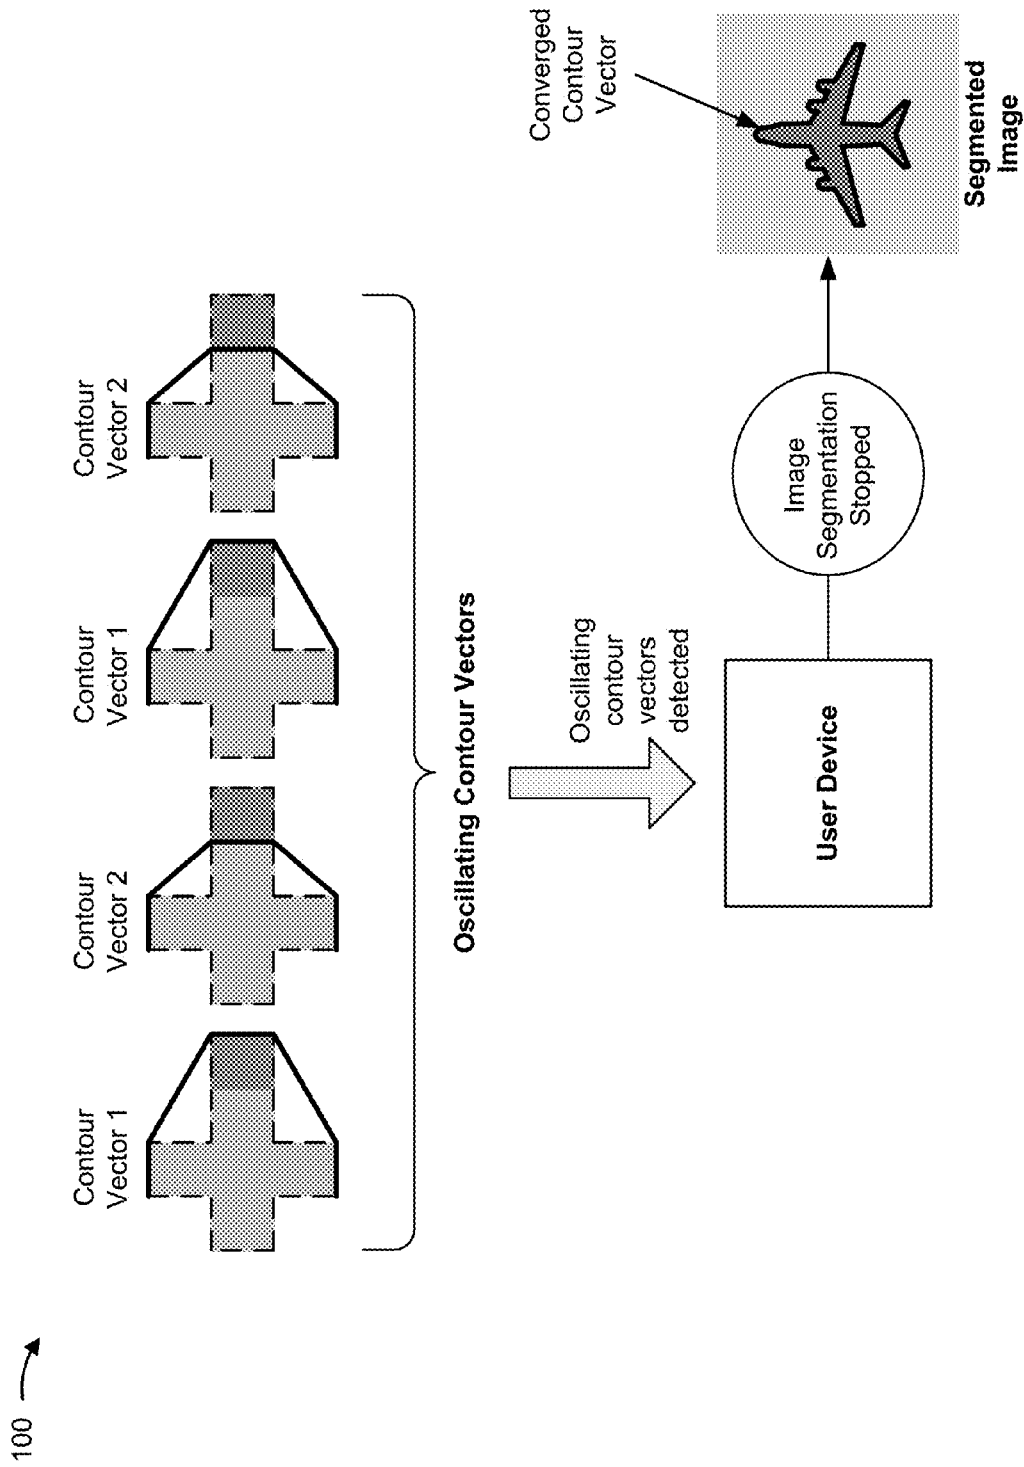 100
Contour
Vector 1
Contour
Vector 2
Contour
Vector 1
Contour
Vector 2
Oscillating Contour Vectors
Oscillating
contour
vectors
detected
User Device
Image
Segmentation
Stopped
Converged
Contour
Vector
Segmented
Image